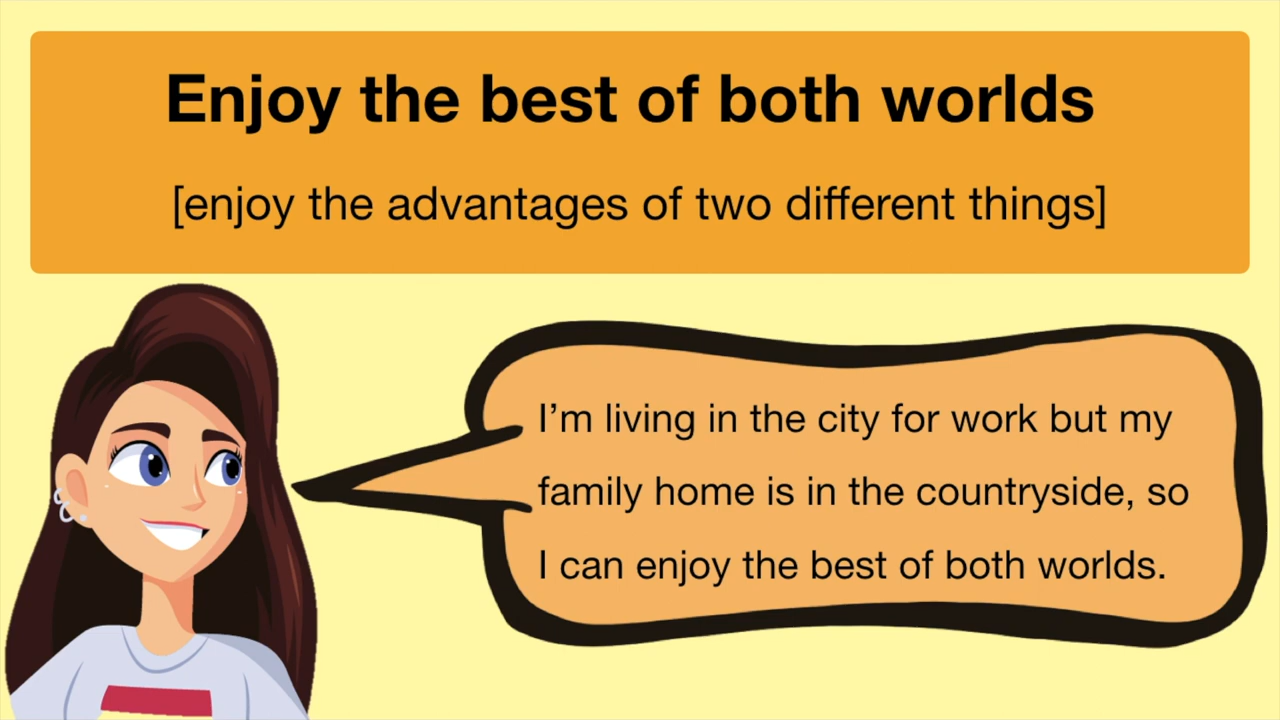 Enjoy the best of both worlds
[enjoy the advantages of two different things]
I’m living in the city for work but my
family home is in the countryside, so
I can enjoy the best of both worlds.